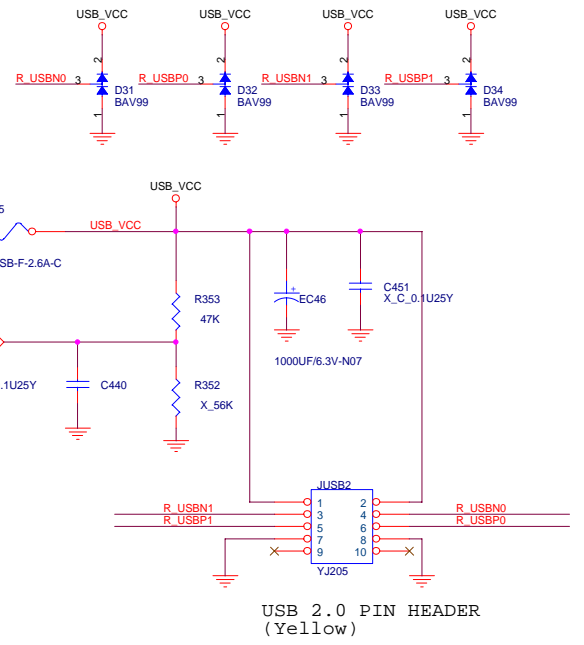 USB_VCC USB_VCC USB_VCC USB_VCC
2 2 2 2
R_USBN0 3 R_USBP0 3 R_USBN1 3 R_USBP1 3
D31 D32 D33 D34
BAV99 BAV99 BAV99 BAV99
1 1 1 1
USB_VCC
5
USB_VCC
SB-F-2.6A-C
R353
47K
+
EC46
C451
X_C_0.1U25Y
1000UF/6.3V-N07
.1U25Y
C440
R352
X_56K
JUSB2
1 2
R_USBN1 3 4 R_USBN0
R_USBP1 5 6 R_USBP0
7 8
9 10
YJ205
USB 2.0 PIN HEADER
(Yellow)